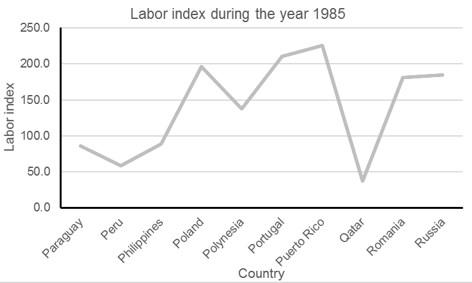 Labor index during the year 1985
250.0
200.0
150.0
100.0
50.0
0.0
Labor index
Paraguay
Peru
Philippines
Poland
Polynesia
Portugal
Puerto Rico
Qatar
Romania
Russia
Country